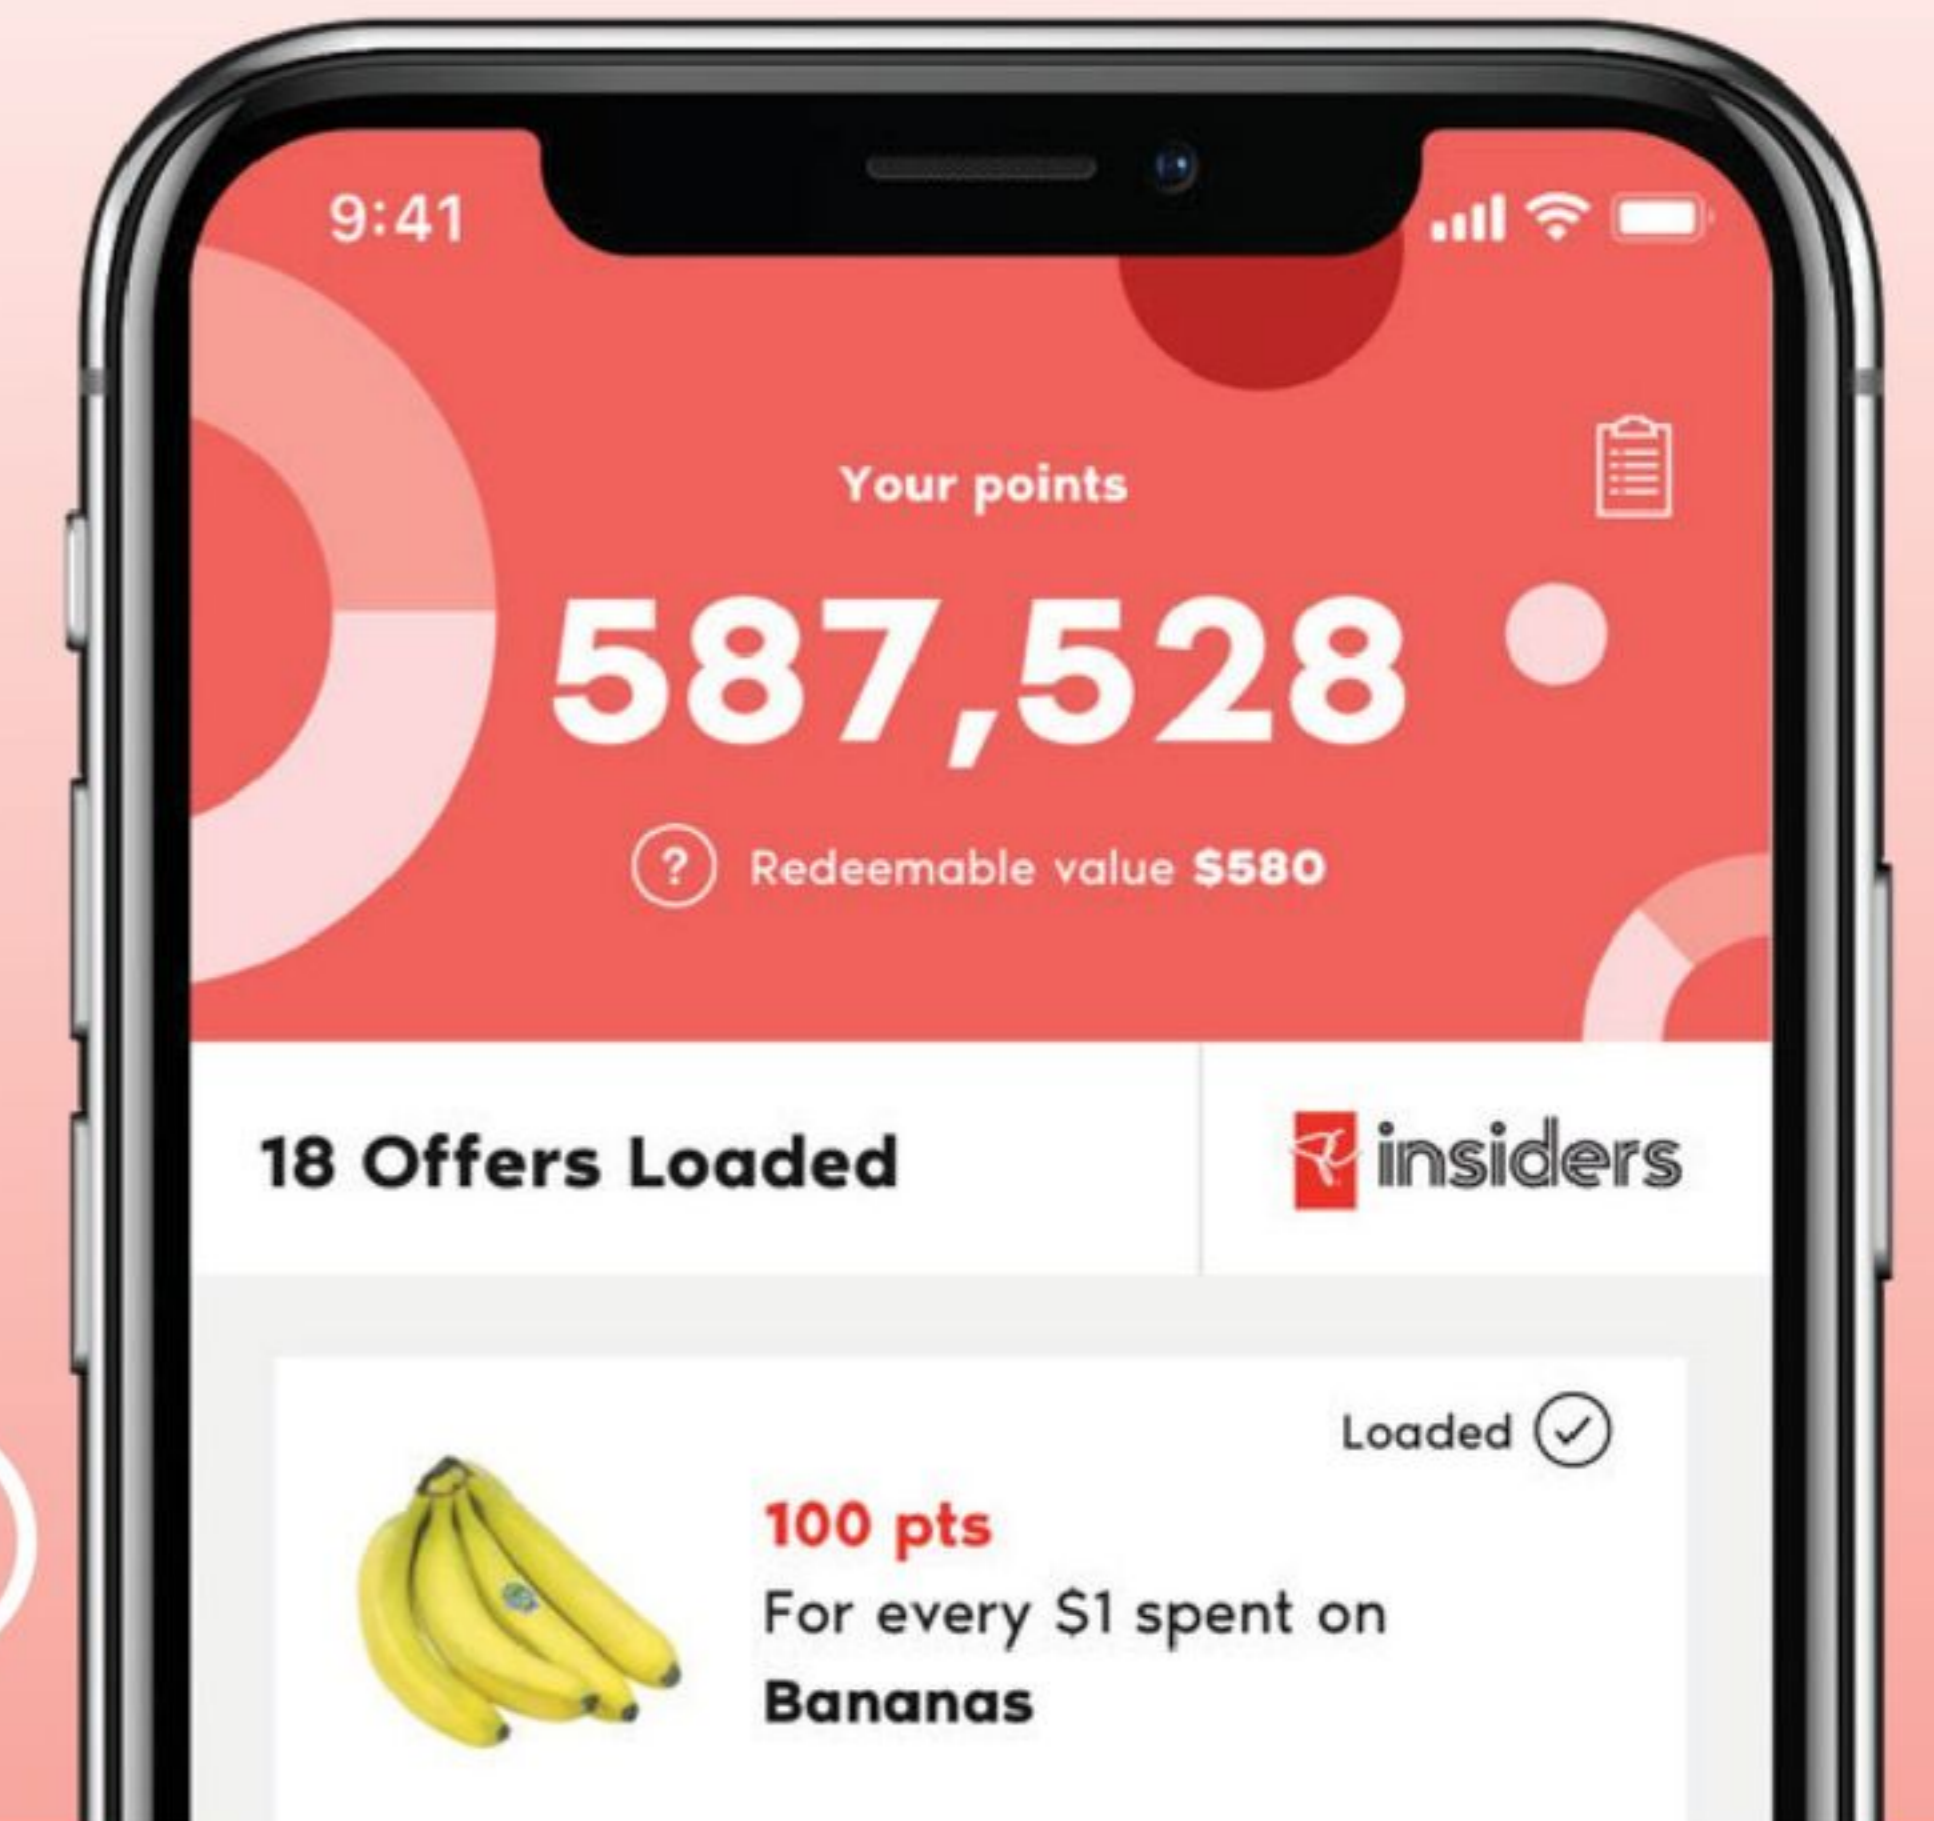 9:41
Your points
587,528
? Redeemable value $580
18 Offers Loaded
insiders
Loaded
100 pts
For every $1 spent on
Bananas